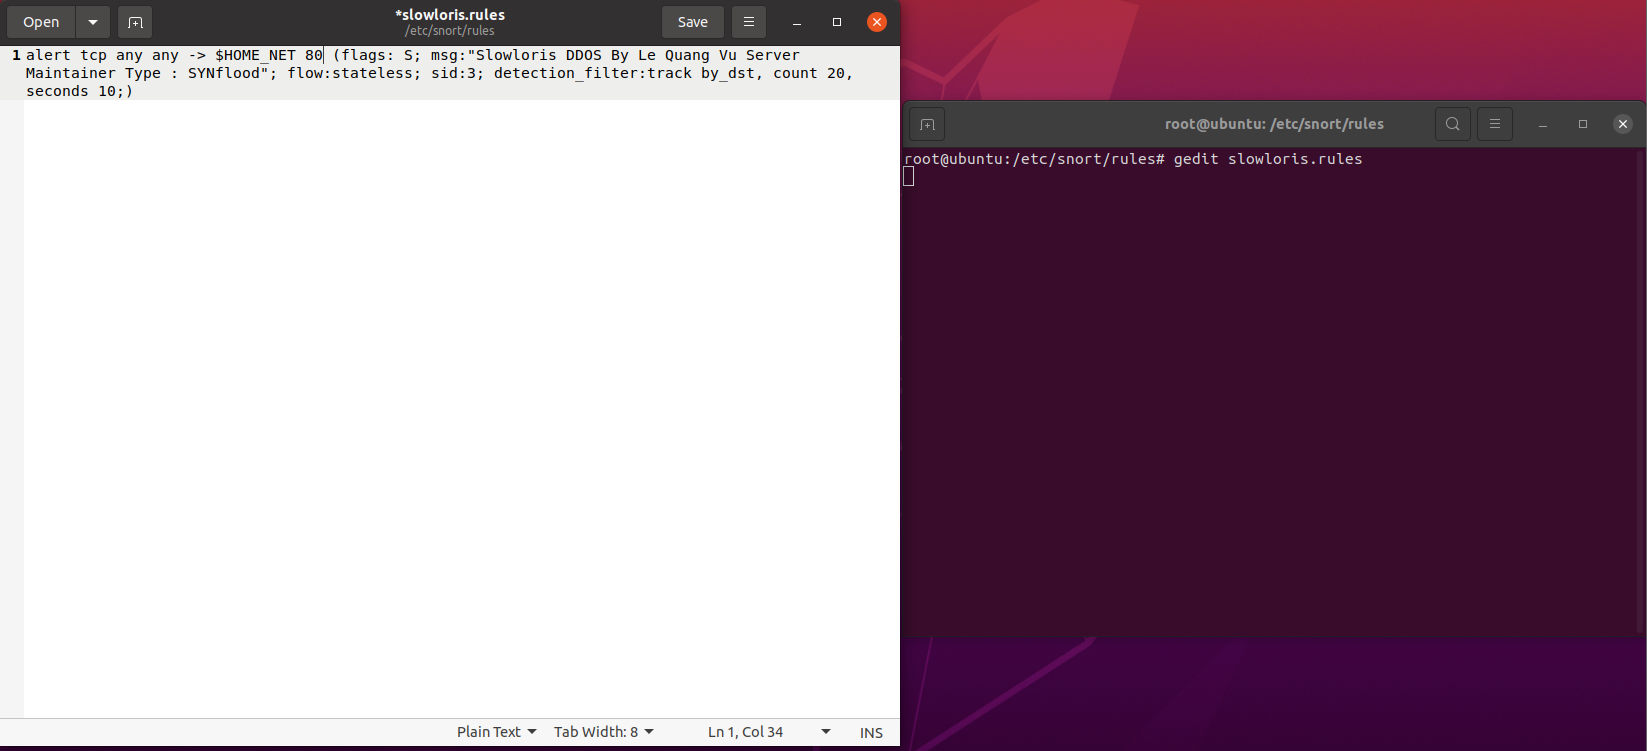 Open
*slowloris.rules
/etc/snort/rules
Save
1 alert tcp any any -> $HOME_NET 80 (flags: S; msg:"Slowloris DDOS By Le Quang Vu Server
Maintainer Type : SYNflood"; flow:stateless; sid:3; detection_filter:track by_dst, count 20,
seconds 10;)
Plain Text
Tab Width: 8
Ln 1, Col 34
INS
root@ubuntu: /etc/snort/rules
root@ubuntu:/etc/snort/rules# gedit slowloris.rules